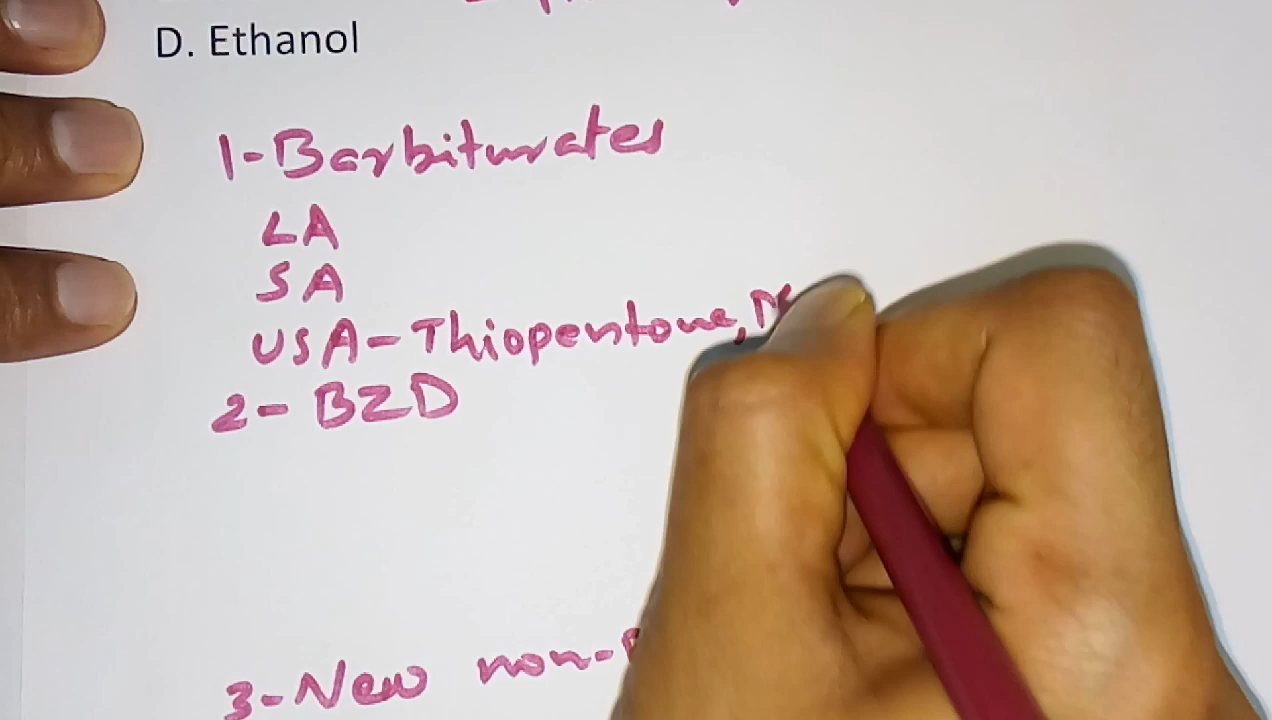 D. Ethanol
1-Barbiturates
LA
SA
USA-Thiopentone,
2-BZD
3-New non-